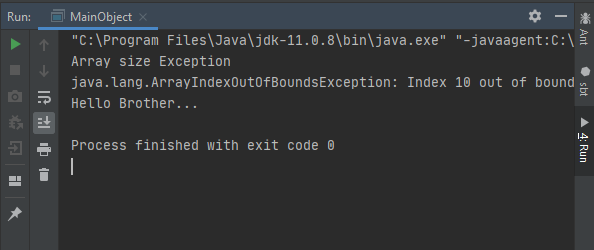 Run: MainObject
"C:\Program Files\Java\jdk-11.0.8\bin\java.exe" "-javaagent:C:\
Array size Exception
java.lang.ArrayIndexOutOfBoundsException: Index 10 out of bound
Hello Brother...
Process finished with exit code 0
Ant
sbt
4: Run